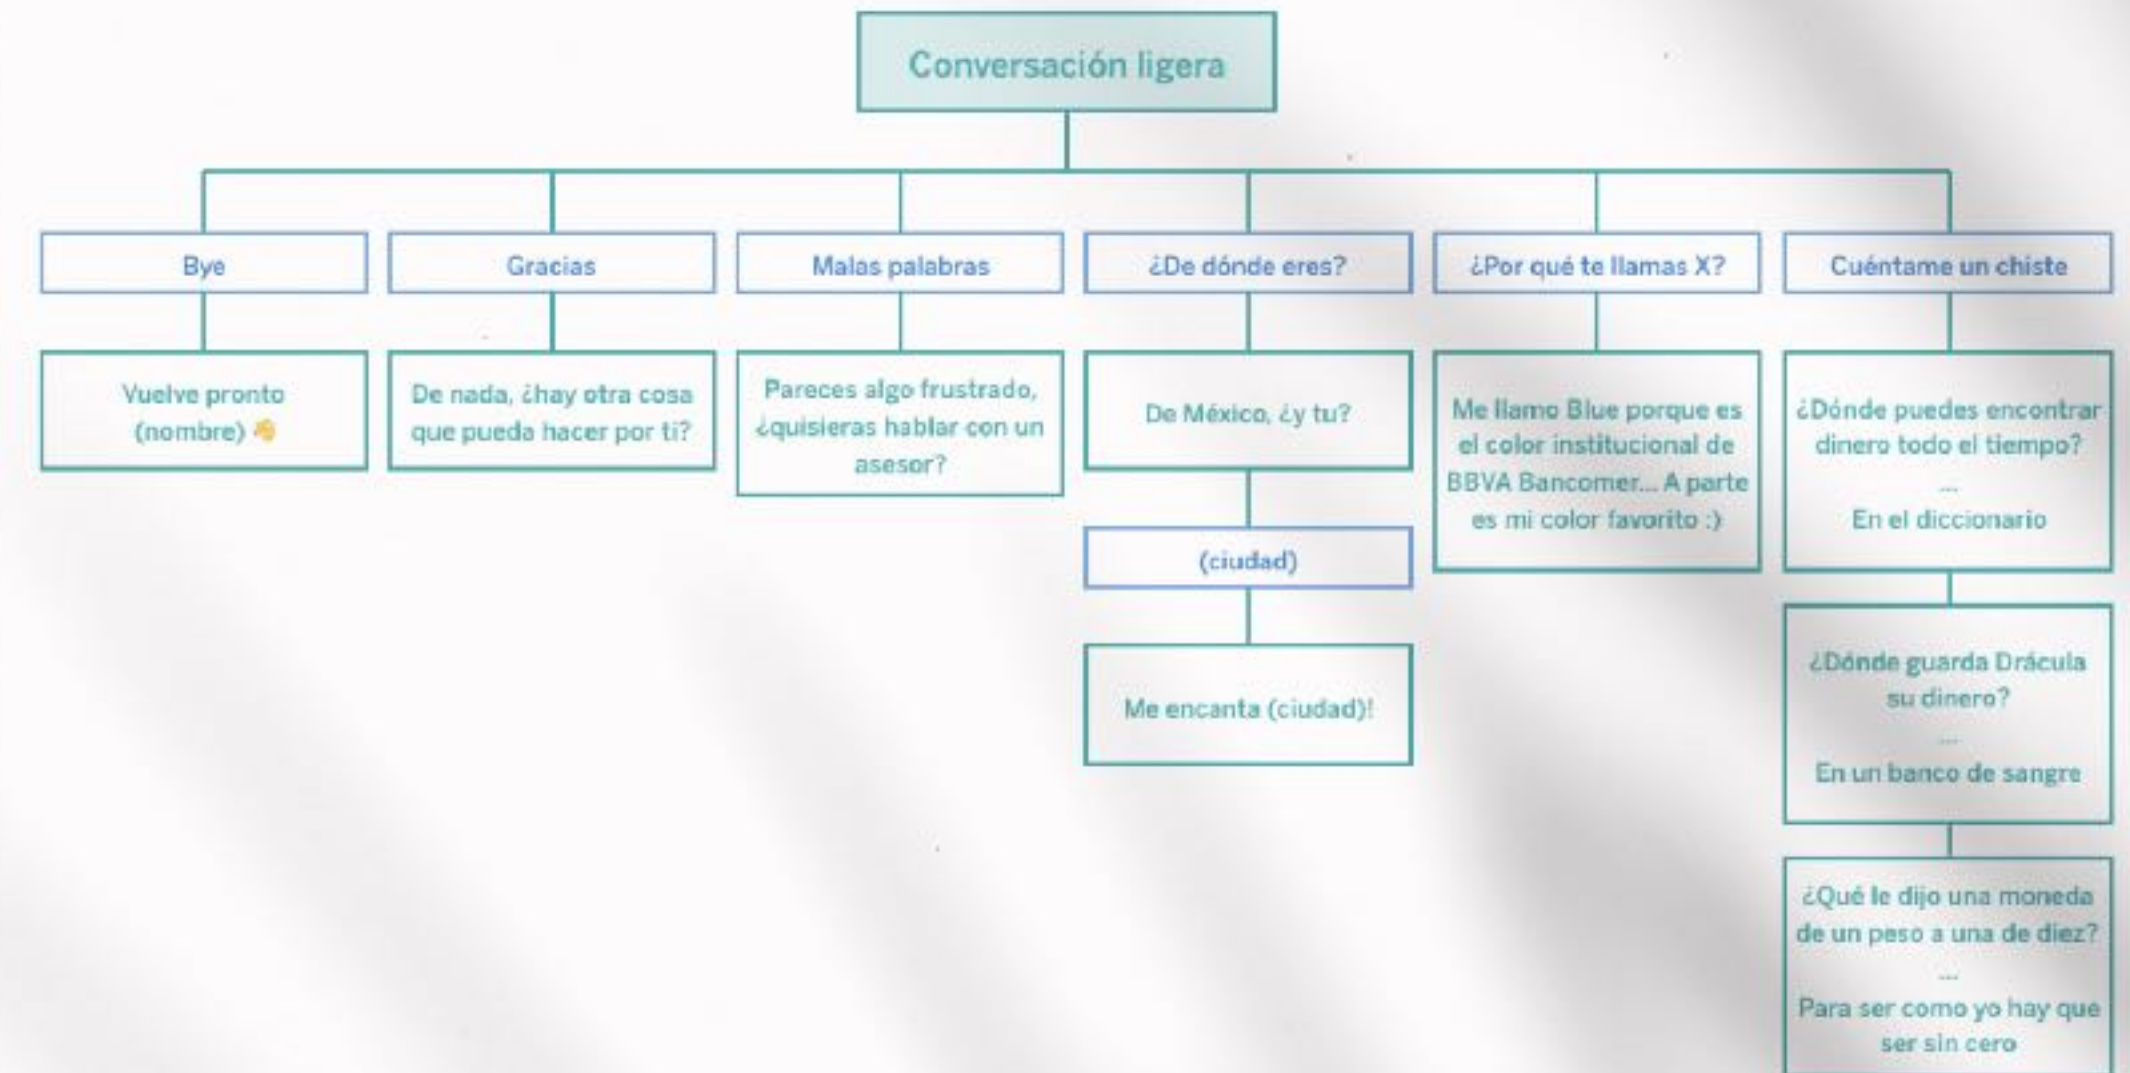 Conversación ligera
Bye
Gracias
Malas palabras
¿De dónde eres?
¿Por qué te llamas X?
Cuéntame un chiste
Vuelve pronto
(nombre) 👋
De nada, ¿hay otra cosa
que pueda hacer por ti?
Pareces algo frustrado,
¿quisieras hablar con un
asesor?
De México, ¿y tu?
(ciudad)
Me encanta (ciudad)!
Me llamo Blue porque es
el color institucional de
BBVA Bancomer... A parte
es mi color favorito :)
¿Dónde puedes encontrar
dinero todo el tiempo?
...
En el diccionario
¿Dónde guarda Drácula
su dinero?
...
En un banco de sangre
¿Qué le dijo una moneda
de un peso a una de diez?
...
Para ser como yo hay que
ser sin cero